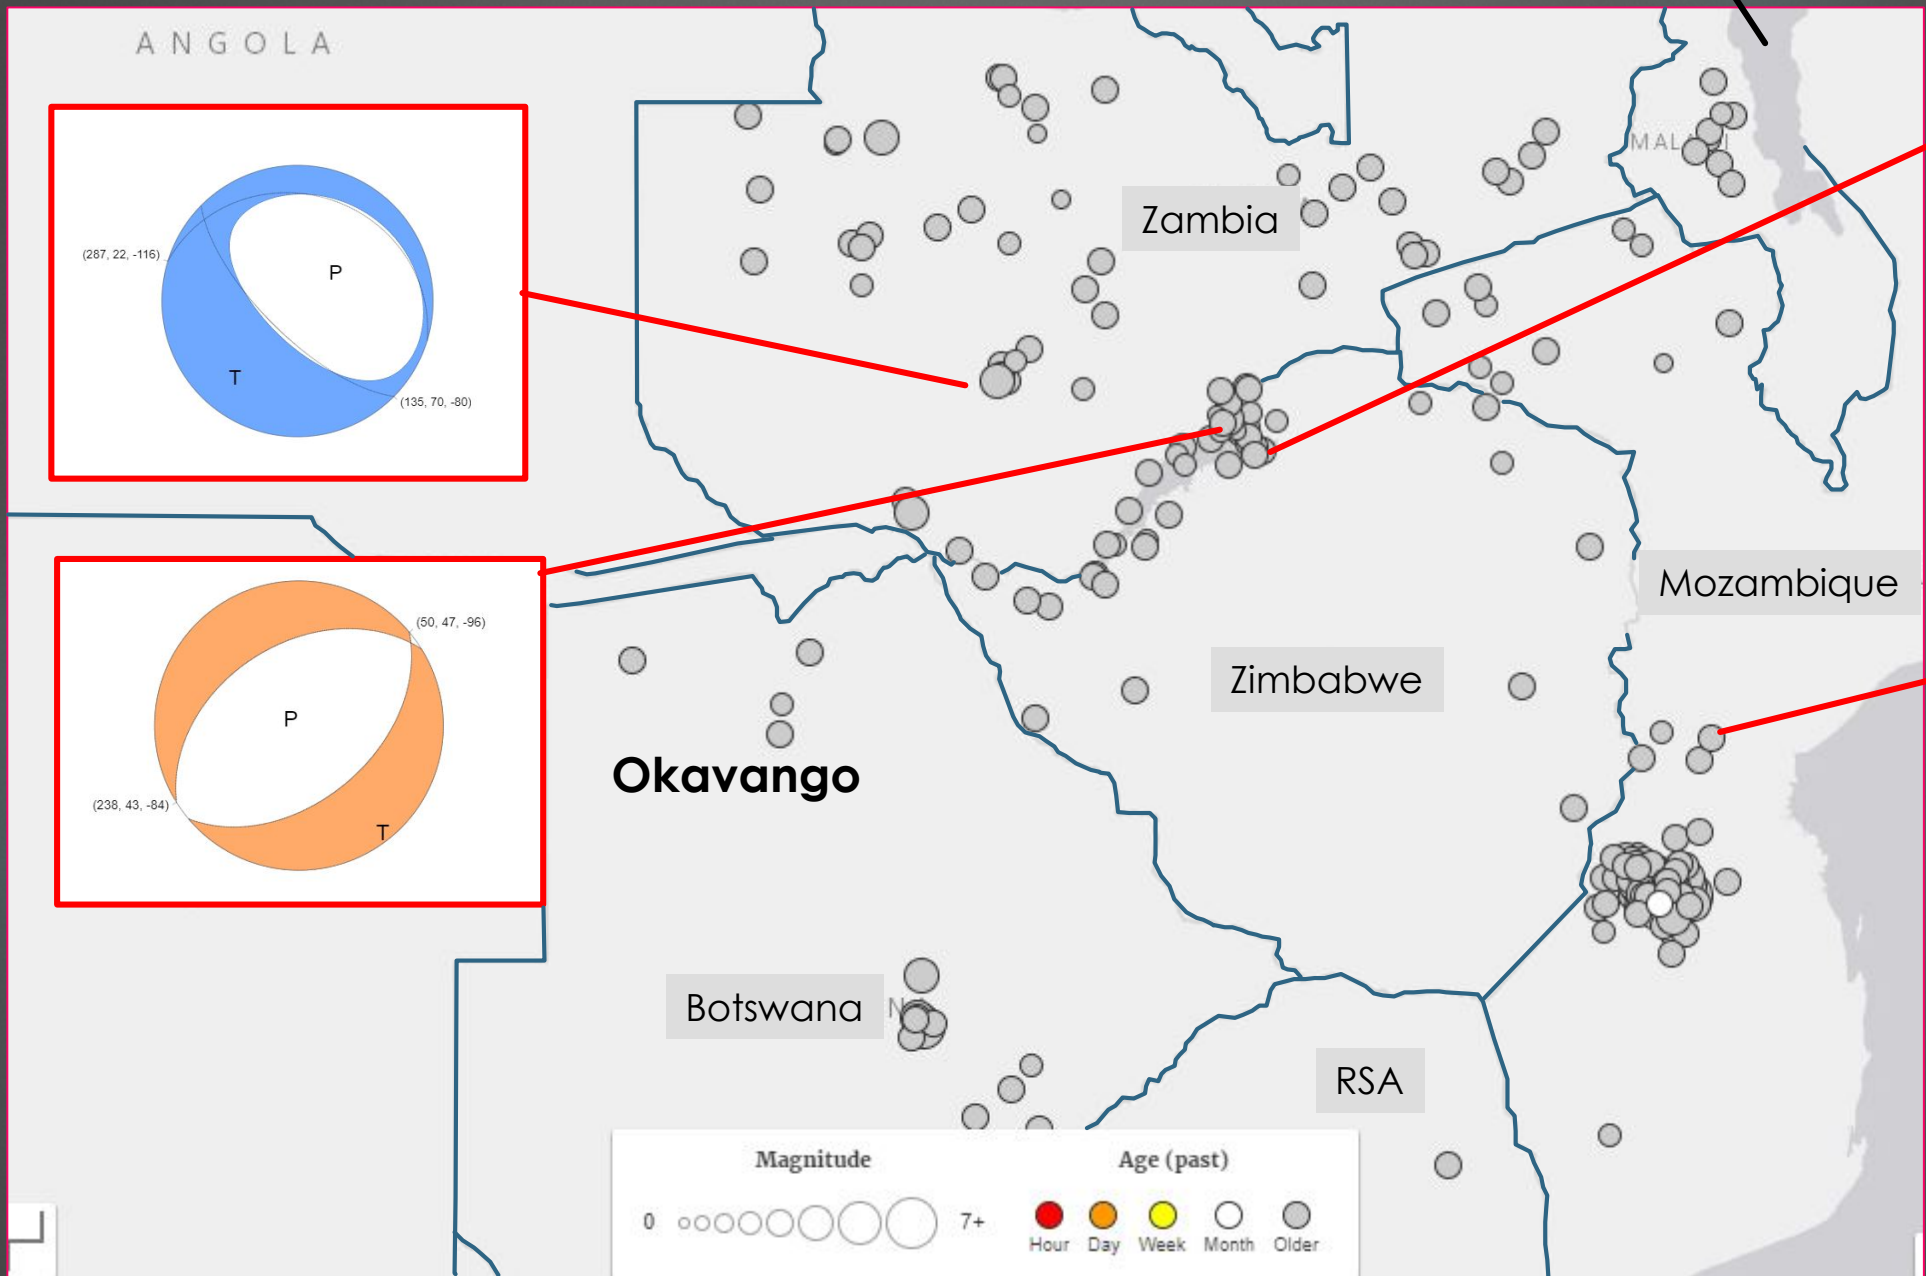 ANGOLA
MAL
I
(287, 22, -116)
P
T
(135, 70, -80)
Zambia
(50, 47, -96)
P
(238, 43, -84)
T
Mozambique
Zimbabwe
Okavango
Botswana
N
RSA
Magnitude
0
7+
Age (past)
Hour
Day
Week
Month
Older